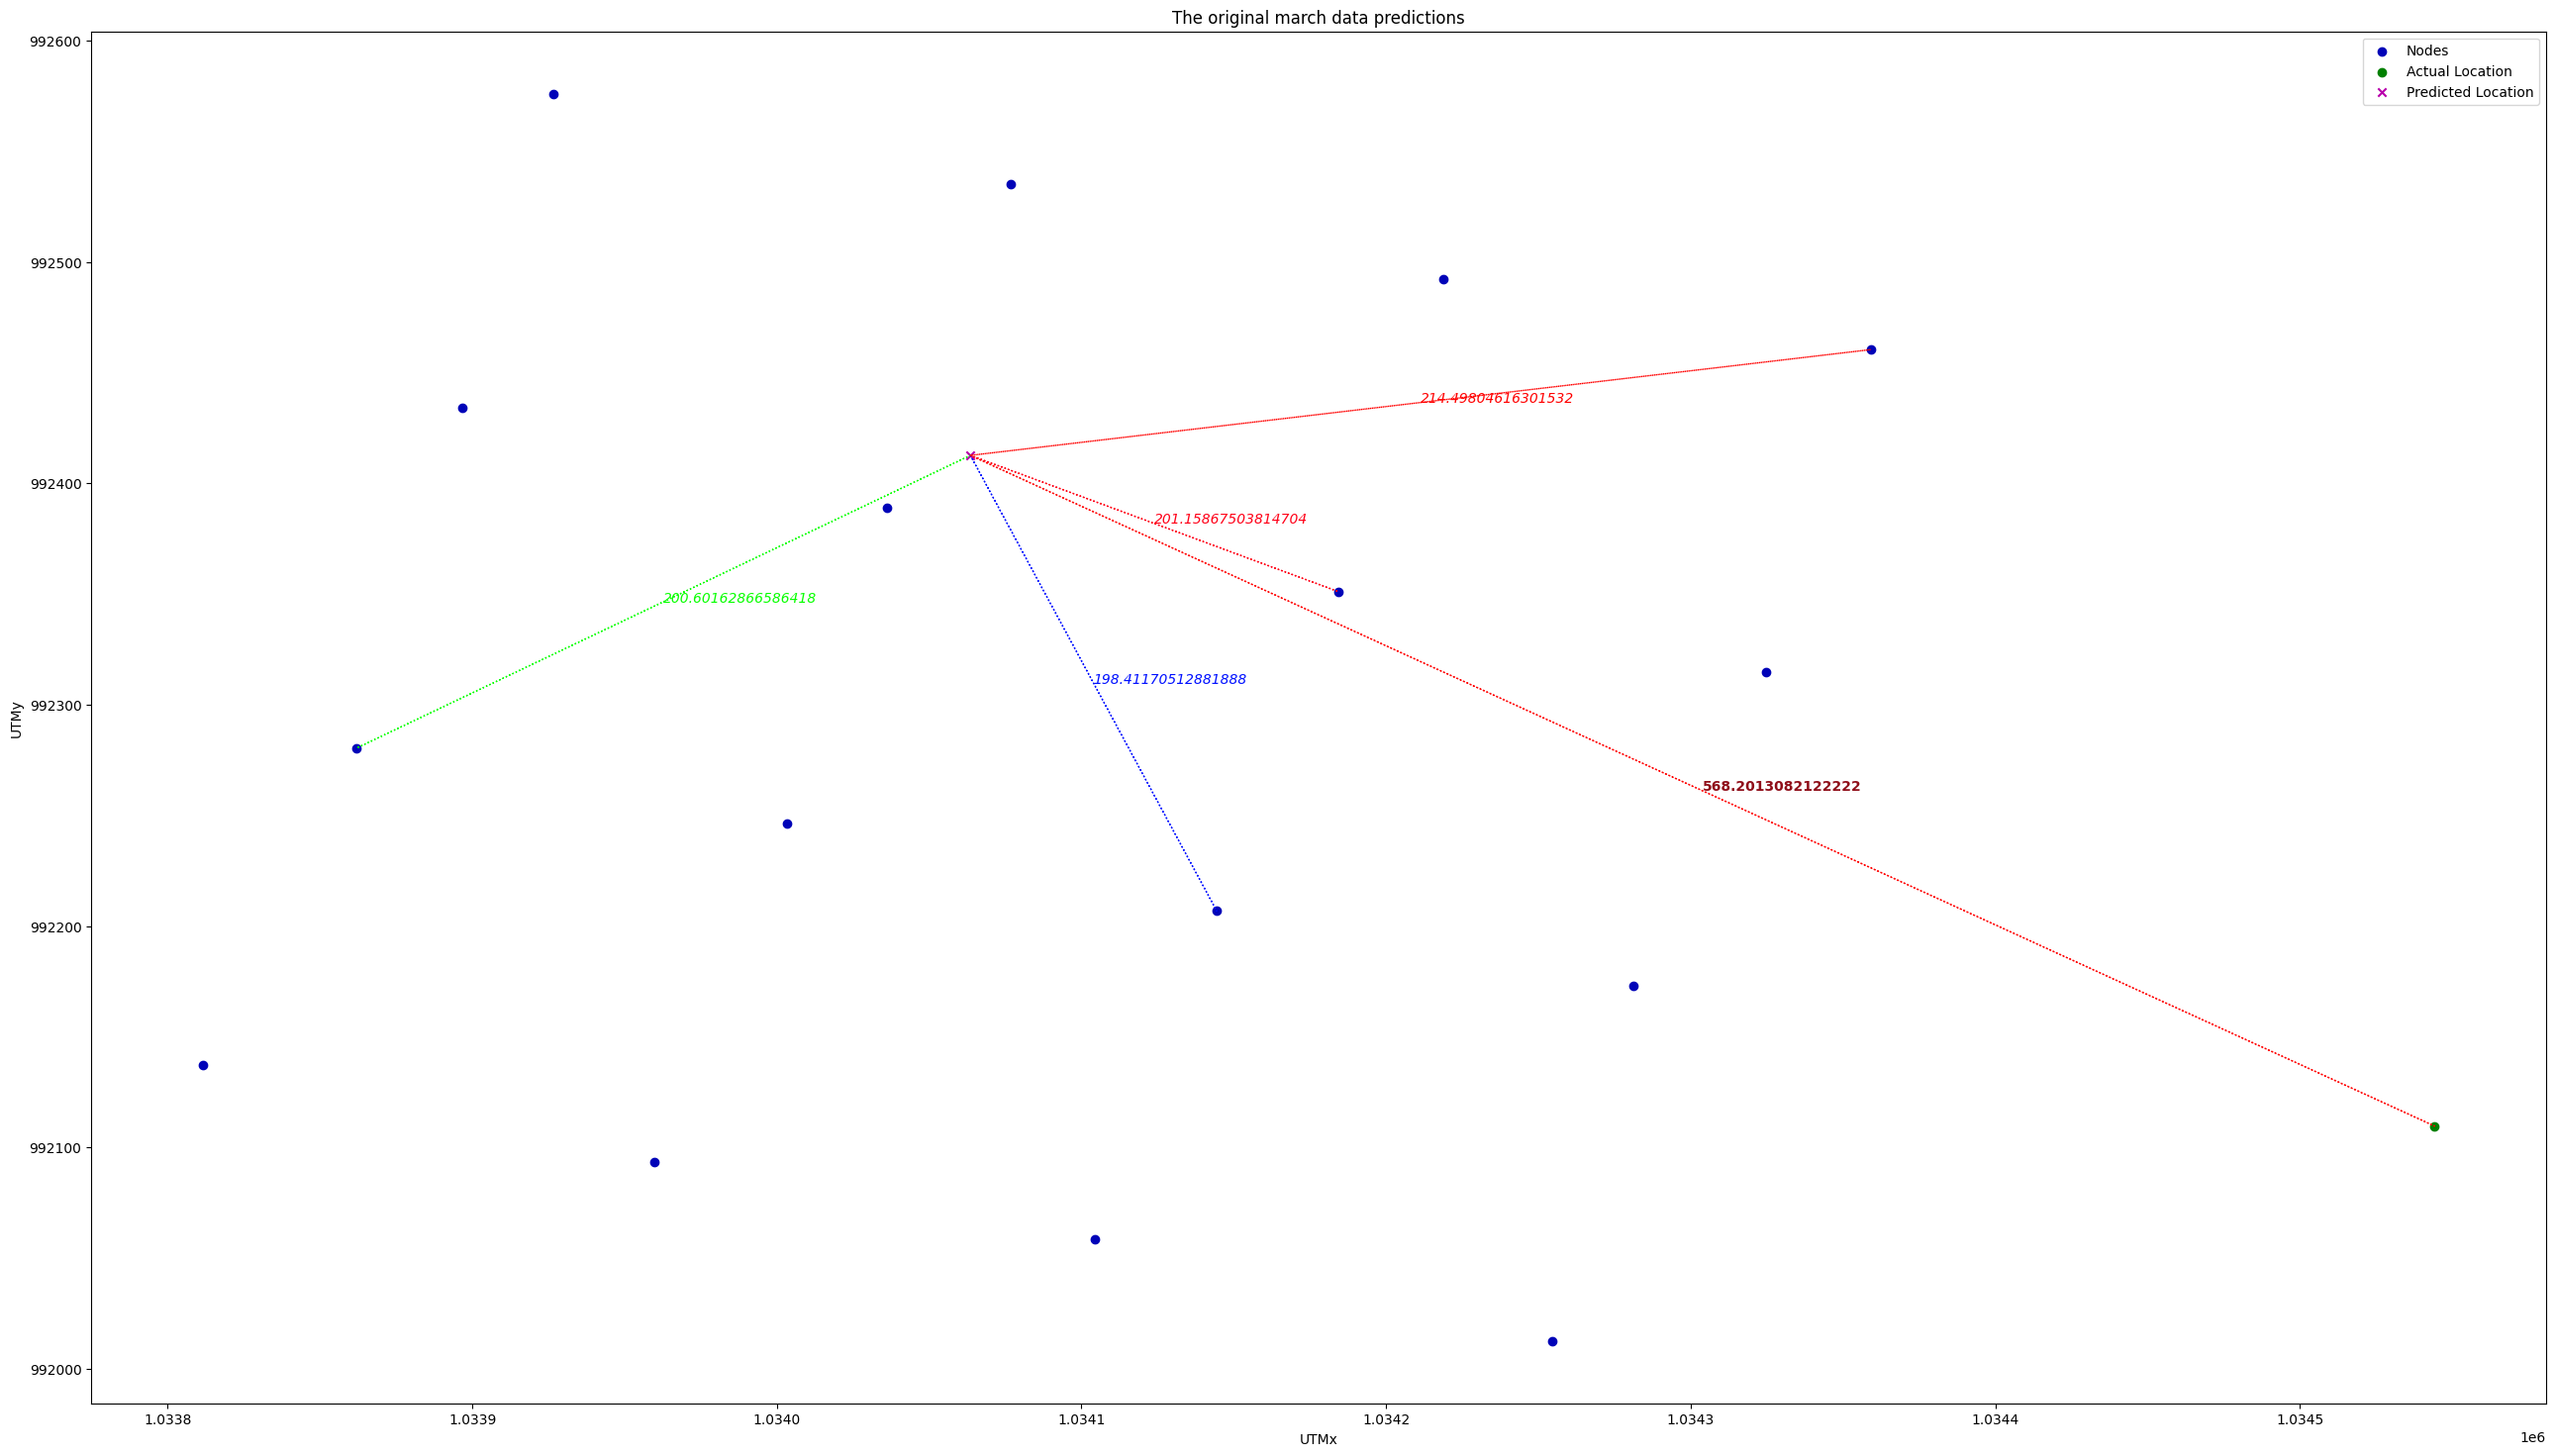 The original march data predictions
Nodes
Actual Location
Predicted Location
992600
992500
992400
992300
992200
992100
992000
UTMy
214.49804616301532
201.15867503814704
200.60162866586418
198.41170512881888
568.2013082122222
1.0338 1.0339 1.0340 1.0341 1.0342 1.0343 1.0344 1.0345
UTMx
1e6